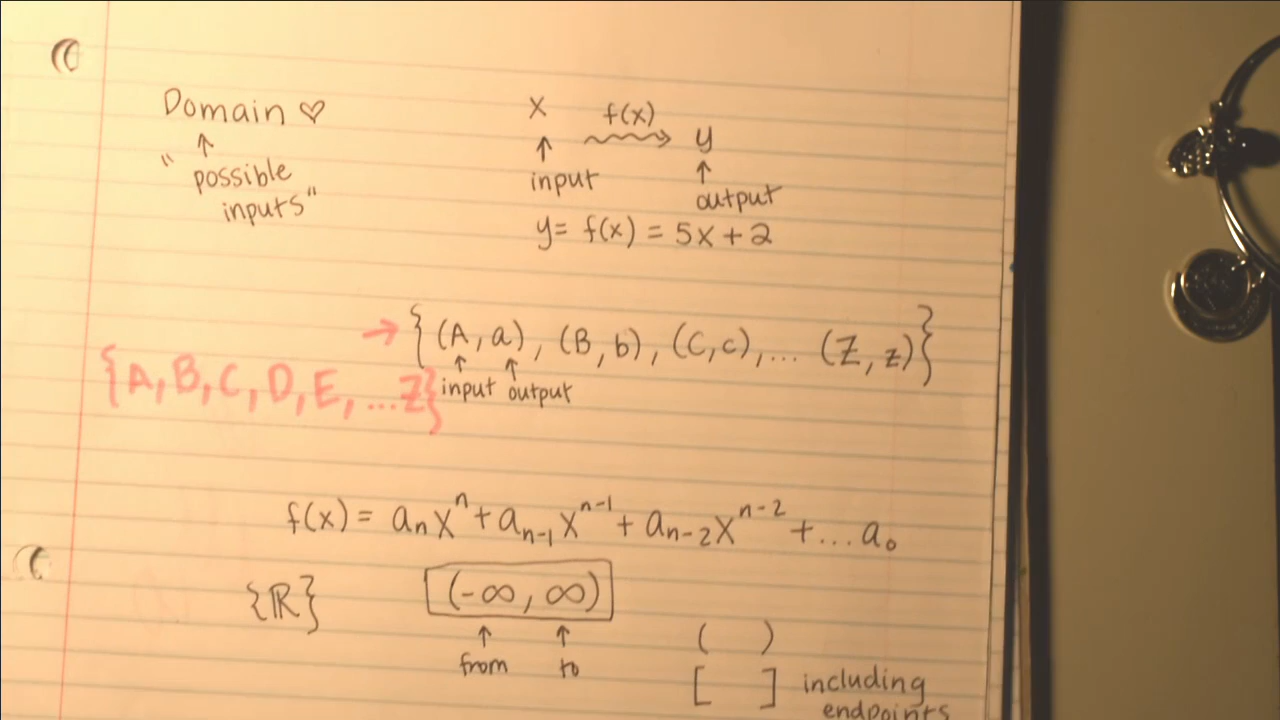 Domain ♡
↑
" possible
inputs"
x f(x) y
↑ ↑
input output
y = f(x) = 5x + 2
→ {(A, a), (B, b), (C, c), ... (Z, z)}
↑ ↑
input output
{A, B, C, D, E, ... Z}
f(x) = aₙxⁿ + aₙ₋₁xⁿ⁻¹ + aₙ₋₂xⁿ⁻² + ... a₀
{ℝ} (-∞, ∞)
↑ ↑
from to
( )
[ ] including
endpoints